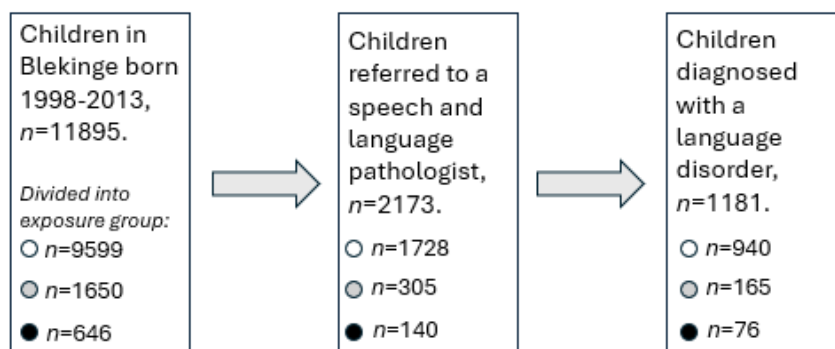 Children in
Blekinge born
1998-2013,
n=11895.
Divided into
exposure group:
n=9599
n=1650
n=646
Children
referred to a
speech and
language
pathologist,
n=2173.
n=1728
n=305
n=140
Children
diagnosed
with a
language
disorder,
n=1181.
n=940
n=165
n=76